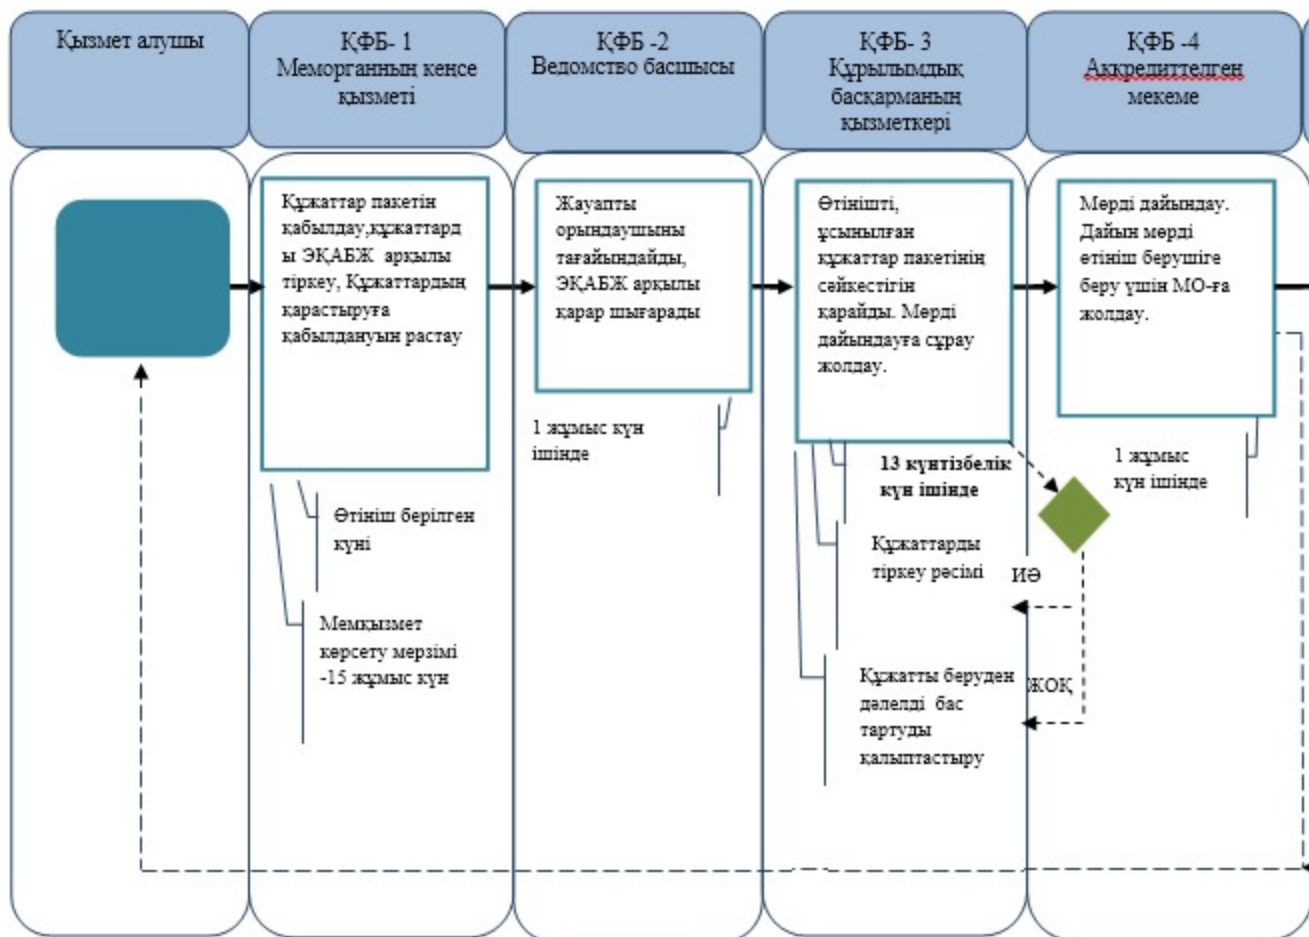 Қызмет алушы
ҚФБ- 1
Меморганның кеңсе
қызметі
ҚФБ -2
Ведомство басшысы
ҚФБ- 3
Құрылымдық
басқарманың
қызметкері
ҚФБ -4
Аккредиттелген
мекеме
Құжаттар пакетін
қабылдау,құжаттард
ы ЭҚАБЖ арқылы
тіркеу, Құжаттардың
қарастыруға
қабылдануын растау
Жауапты
орындаушыны
тағайындайды,
ЭҚАБЖ арқылы
қарар шығарады
Өтінішті,
ұсынылған
құжаттар пакетінің
сәйкестігін
қарайды. Мөрді
дайындауға сұрау
жолдау.
Мөрді дайындау.
Дайын мөрді
өтініш берушіге
беру үшін МО-ға
жолдау.
Өтініш берілген
күні
Мемқызмет
көрсету мерзімі
-15 жұмыс күн
1 жұмыс күн
ішінде
13 күнтізбелік
күн ішінде
Құжаттарды
тіркеу рәсімі
ИӘ
Құжатты беруден
дәлелді бас
тартуды
қалыптастыру
ЖОҚ
1 жұмыс
күн ішінде